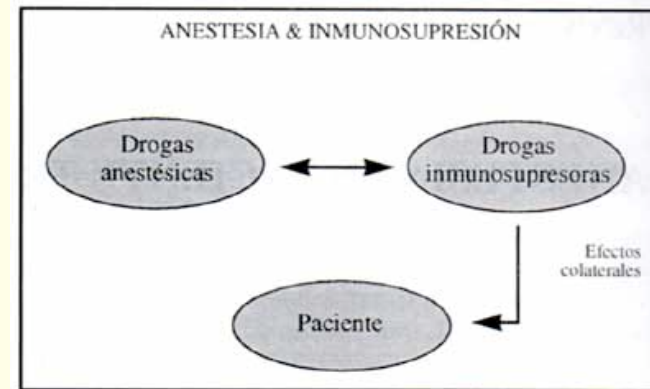 ANESTESIA & INMUNOSUPRESIÓN
Drogas
anestésicas
Drogas
inmunosupresoras
Efectos
colaterales
Paciente